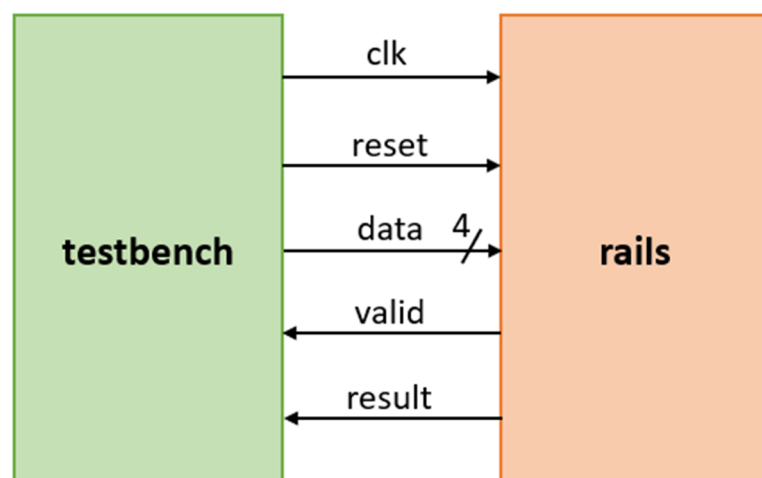 clk
reset
data 4
testbench
rails
valid
result